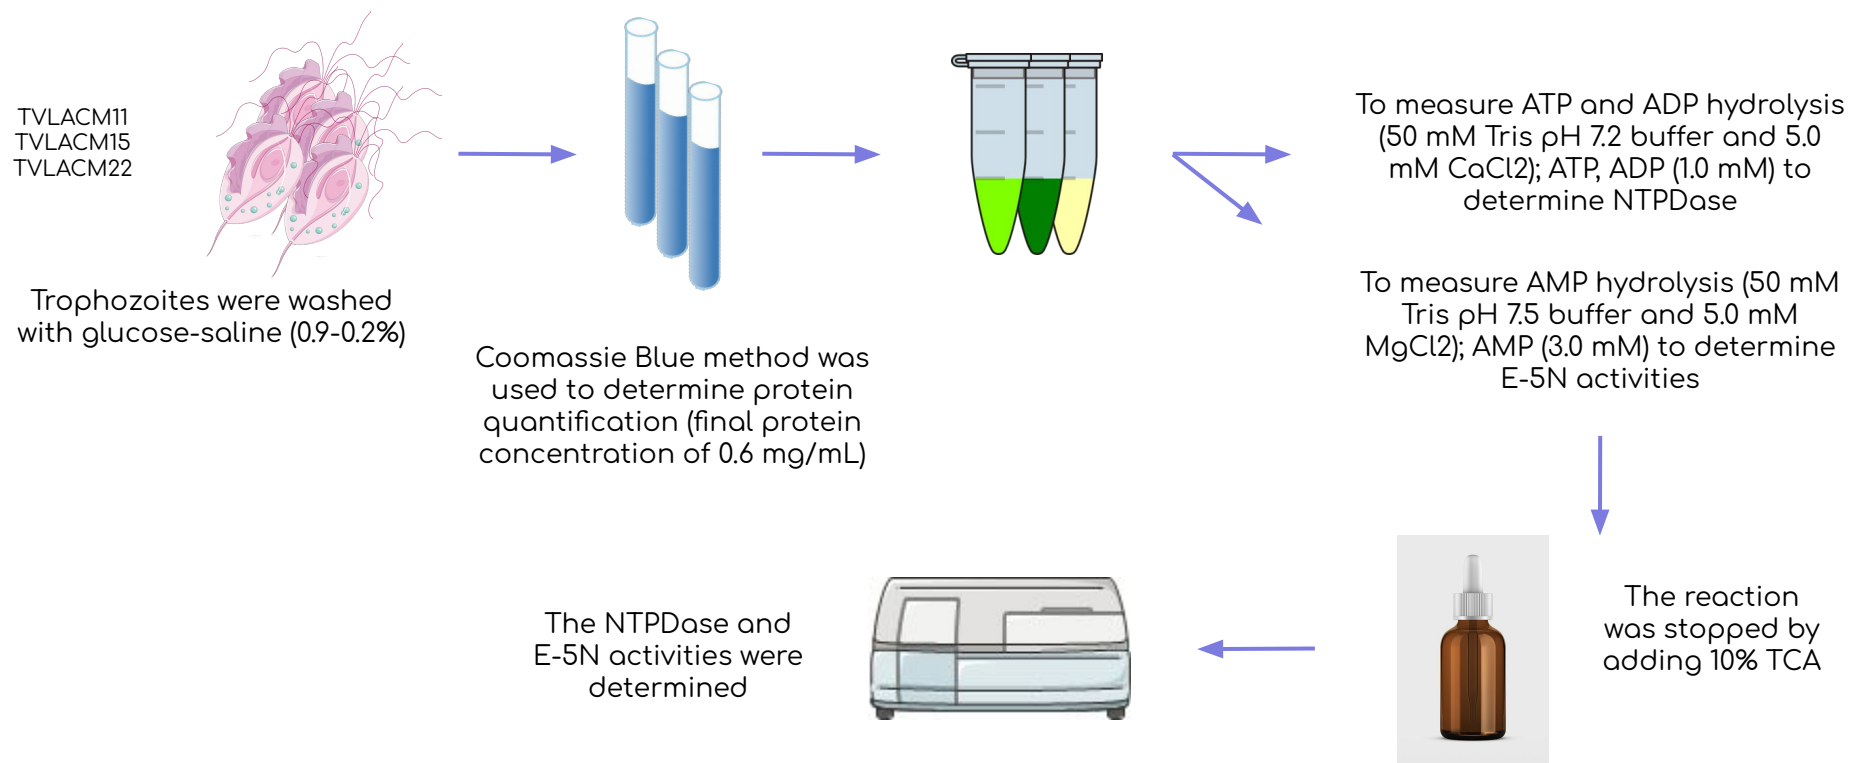 TVLACM11
TVLACM15
TVLACM22
Trophozoites were washed
with glucose-saline (0.9-0.2%)
Coomassie Blue method was
used to determine protein
quantification (final protein
concentration of 0.6 mg/mL)
To measure ATP and ADP hydrolysis
(50 mM Tris pH 7.2 buffer and 5.0
mM CaCl2); ATP, ADP (1.0 mM) to
determine NTPDase
To measure AMP hydrolysis (50 mM
Tris pH 7.5 buffer and 5.0 mM
MgCl2); AMP (3.0 mM) to determine
E-5N activities
The reaction
was stopped by
adding 10% TCA
The NTPDase and
E-5N activities were
determined